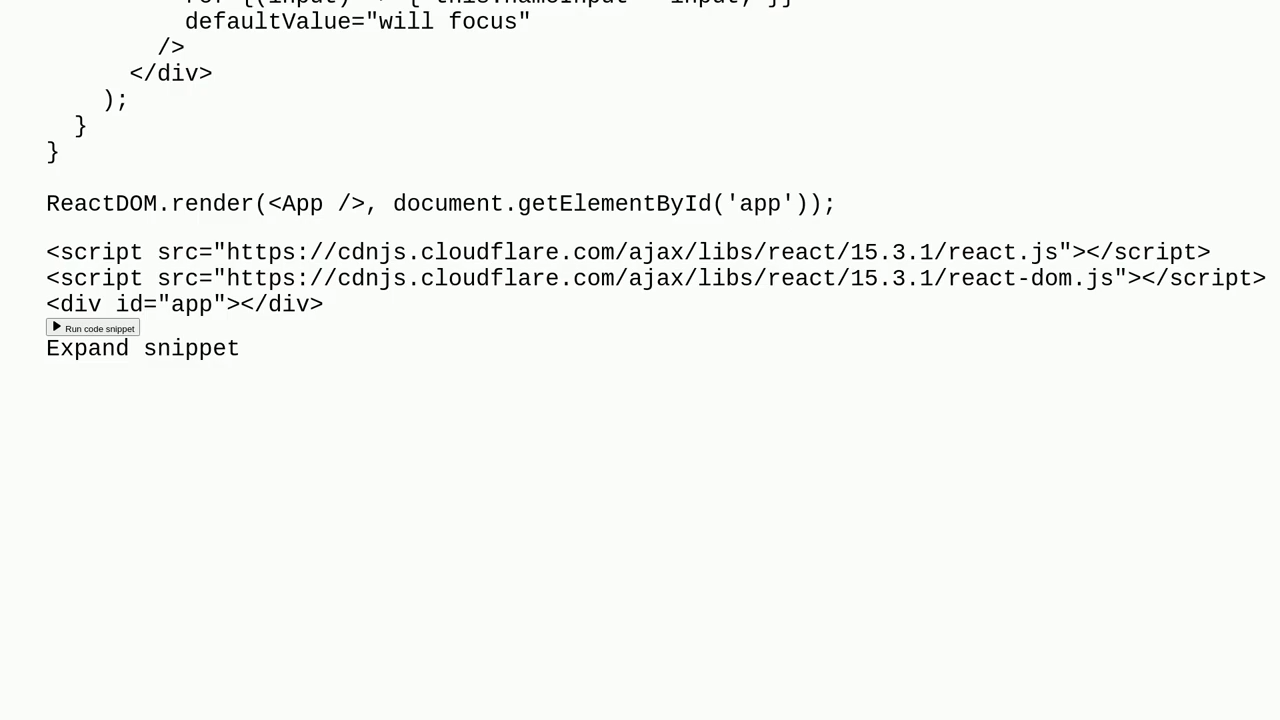 defaultValue="will focus"
/>
</div>
);
}
}
ReactDOM.render(<App />, document.getElementById('app'));
<script src="https://cdnjs.cloudflare.com/ajax/libs/react/15.3.1/react.js"></script>
<script src="https://cdnjs.cloudflare.com/ajax/libs/react/15.3.1/react-dom.js"></script>
<div id="app"></div>
Run code snippet
Expand snippet